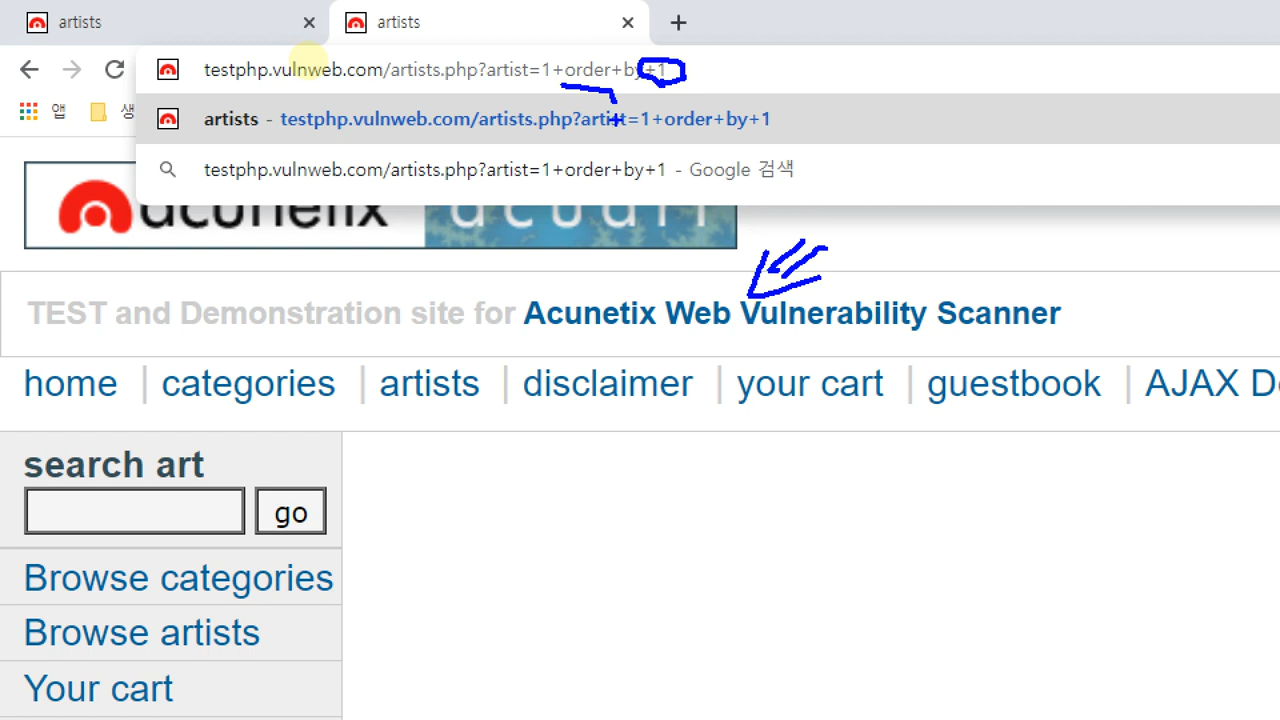 artists
artists
testphp.vulnweb.com/artists.php?artist=1+order+by+1
앱
생
artists - testphp.vulnweb.com/artists.php?artist=1+order+by+1
testphp.vulnweb.com/artists.php?artist=1+order+by+1 - Google 검색
acunetix acuart
TEST and Demonstration site for Acunetix Web Vulnerability Scanner
home | categories | artists | disclaimer | your cart | guestbook | AJAX D
search art
go
Browse categories
Browse artists
Your cart